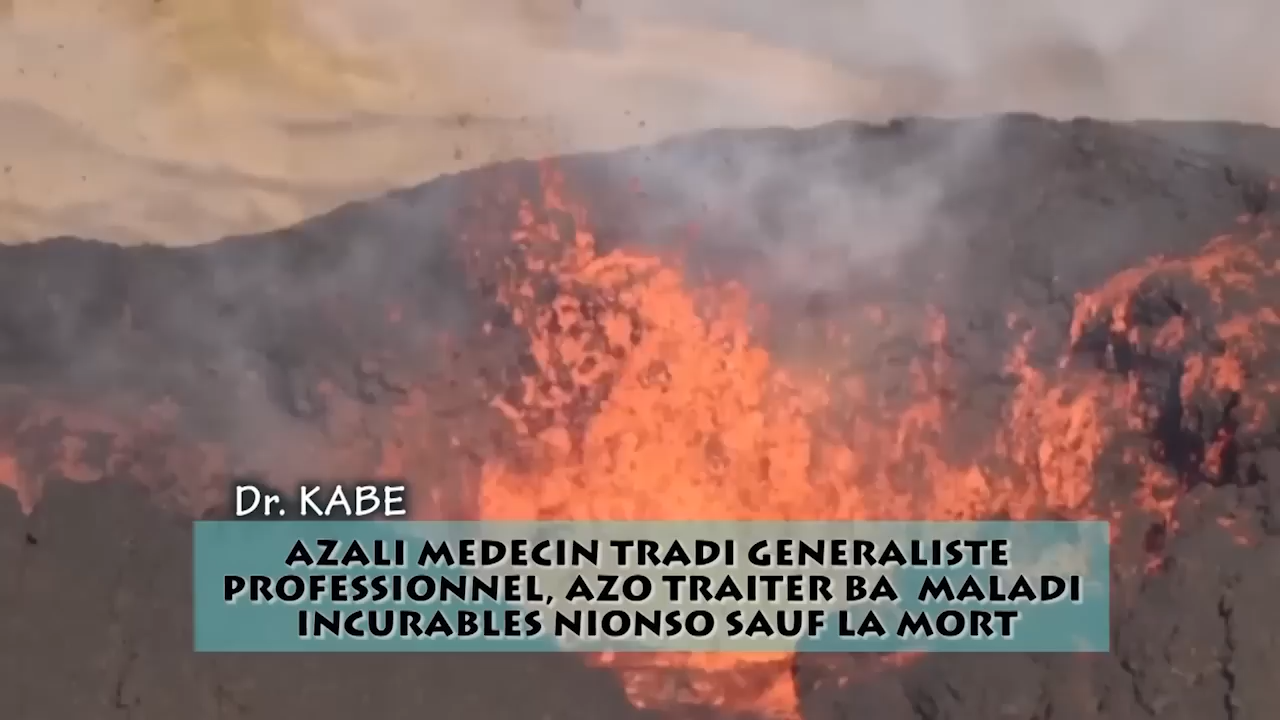 Dr. KABE
AZALI MEDECIN TRADI GENERALISTE
PROFESSIONNEL, AZO TRAITER BA MALADI
INCURABLES NIONSO SAUF LA MORT